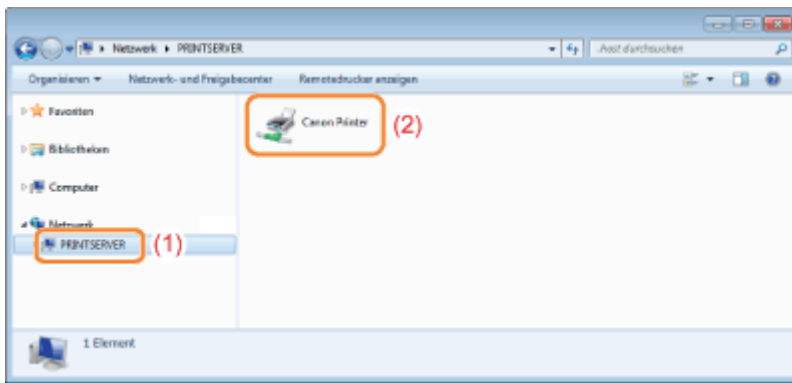 Netzwerk ▸ PRINTSERVER
host durchsuchen
Organisieren
Netzwerk- und Freigabecenter
Remotedrucker anzeigen
Favoriten
Canon Printer
(2)
Bibliotheken
Computer
Netzwerk
PRINTSERVER
(1)
1 Element